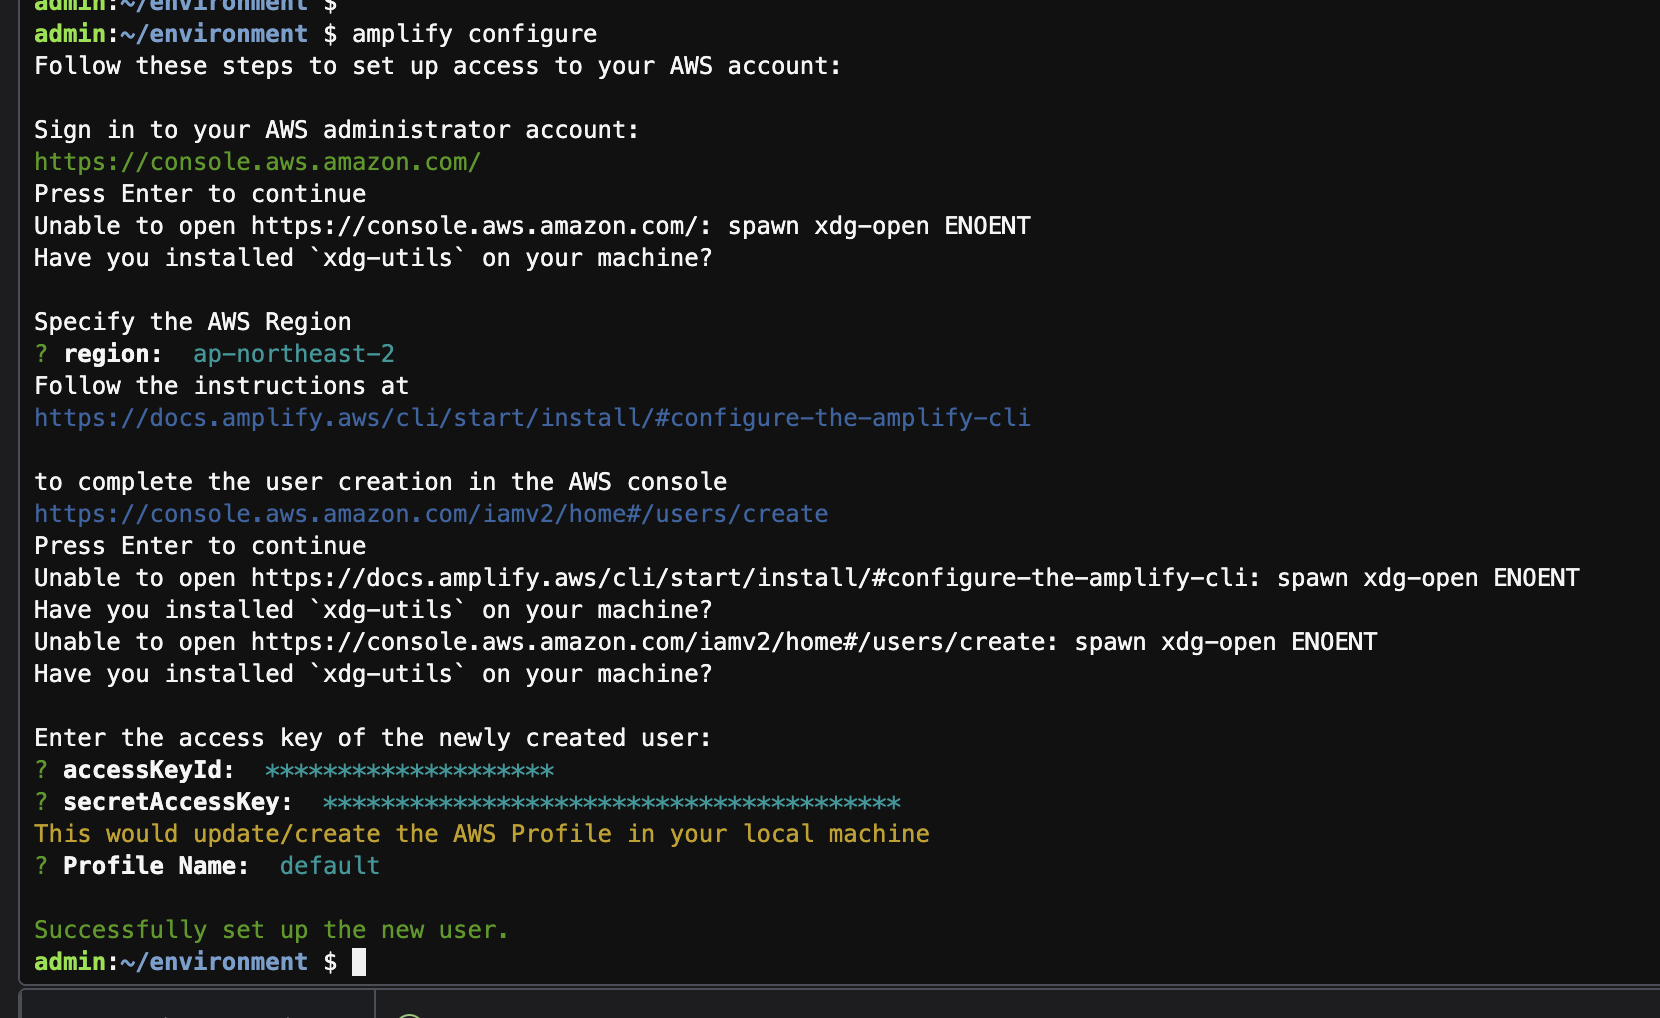 admin:~/environment $
admin:~/environment $ amplify configure
Follow these steps to set up access to your AWS account:
Sign in to your AWS administrator account:
https://console.aws.amazon.com/
Press Enter to continue
Unable to open https://console.aws.amazon.com/: spawn xdg-open ENOENT
Have you installed `xdg-utils` on your machine?
Specify the AWS Region
? region:  ap-northeast-2
Follow the instructions at
https://docs.amplify.aws/cli/start/install/#configure-the-amplify-cli
to complete the user creation in the AWS console
https://console.aws.amazon.com/iamv2/home#/users/create
Press Enter to continue
Unable to open https://docs.amplify.aws/cli/start/install/#configure-the-amplify-cli: spawn xdg-open ENOENT
Have you installed `xdg-utils` on your machine?
Unable to open https://console.aws.amazon.com/iamv2/home#/users/create: spawn xdg-open ENOENT
Have you installed `xdg-utils` on your machine?
Enter the access key of the newly created user:
? accessKeyId:  ********************
? secretAccessKey:  ****************************************
This would update/create the AWS Profile in your local machine
? Profile Name:  default
Successfully set up the new user.
admin:~/environment $